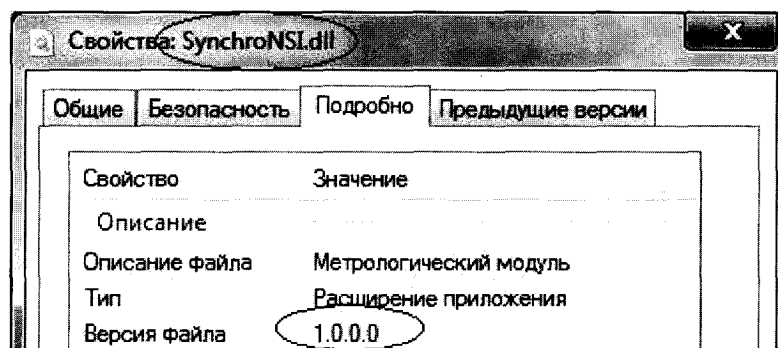 Свойства: SynchroNSI.dll
x
Общие Безопасность Подробно Предыдущие версии
Свойство Значение
Описание
Описание файла Метрологический модуль
Тип Расширение приложения
Версия файла 1.0.0.0